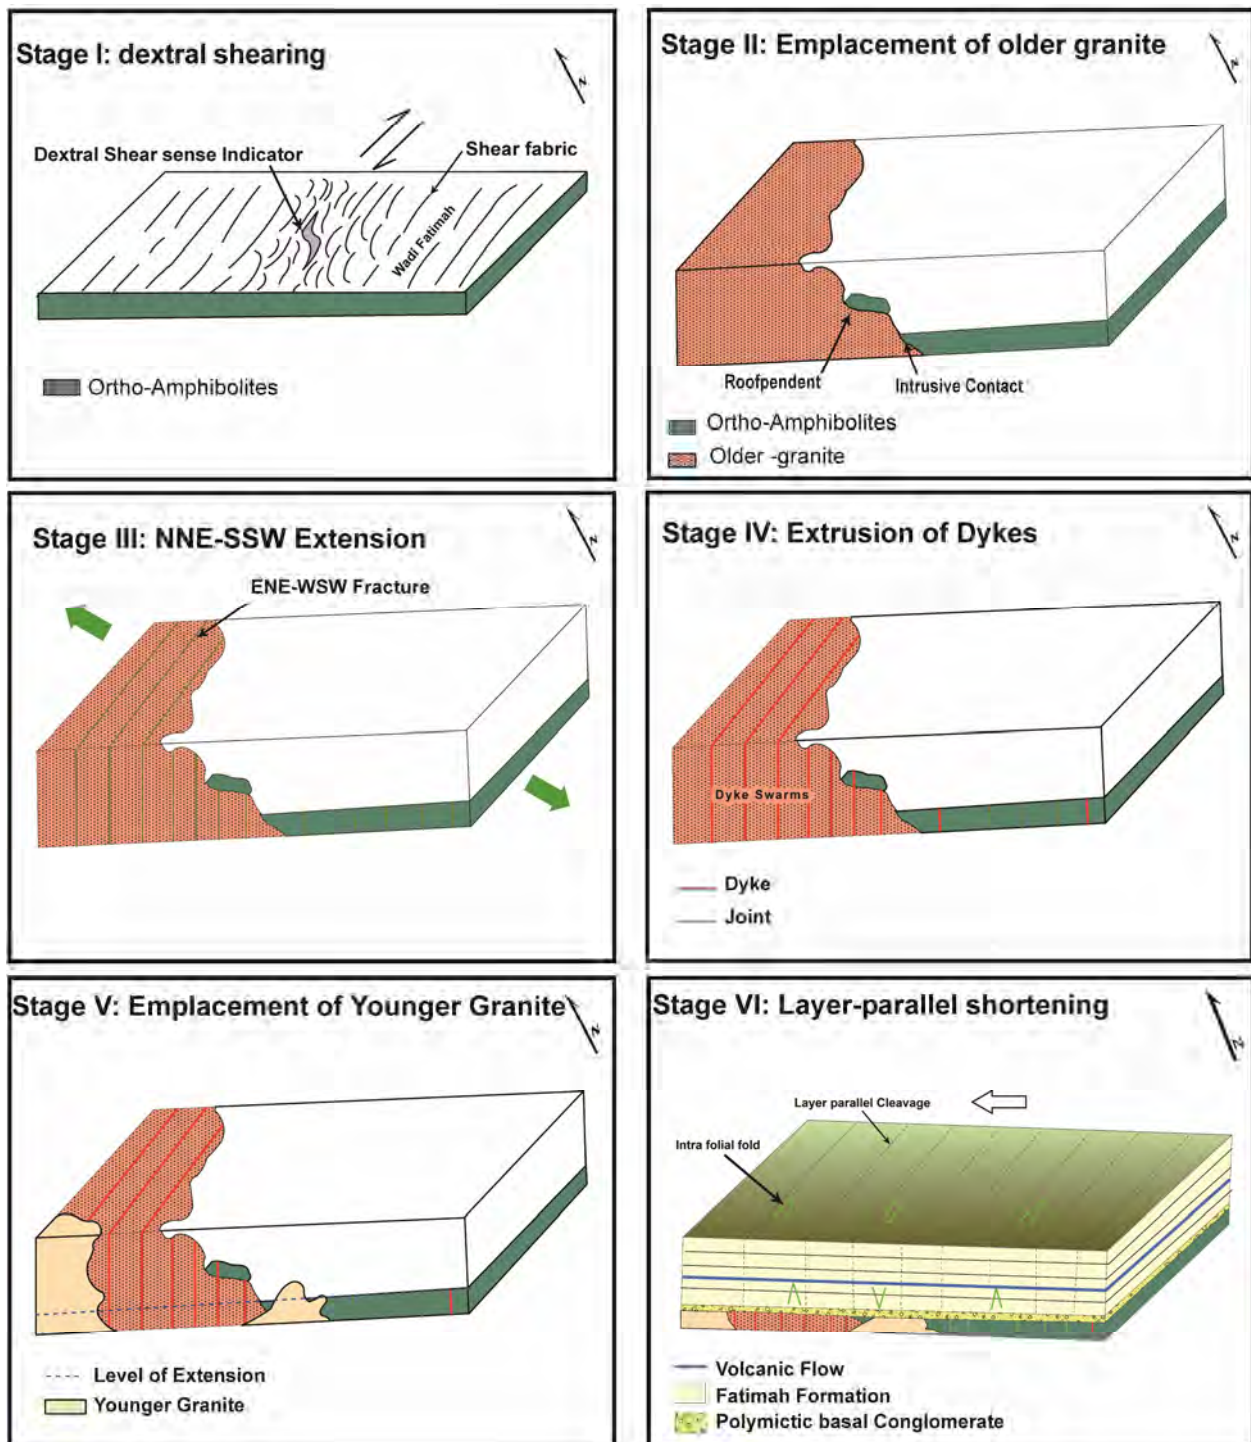 Stage I: dextral shearing
N
Dextral Shear sense Indicator
Shear fabric
Wadi Fatimah
Ortho-Amphibolites
Stage II: Emplacement of older granite
N
Roofpendent
Intrusive Contact
Ortho-Amphibolites
Older -granite
Stage III: NNE-SSW Extension
N
ENE-WSW Fracture
Stage IV: Extrusion of Dykes
N
Dyke Swarms
Dyke
Joint
Stage V: Emplacement of Younger Granite
N
Level of Extension
Younger Granite
Stage VI: Layer-parallel shortening
N
Layer parallel Cleavage
Intra folial fold
Volcanic Flow
Fatimah Formation
Polymictic basal Conglomerate